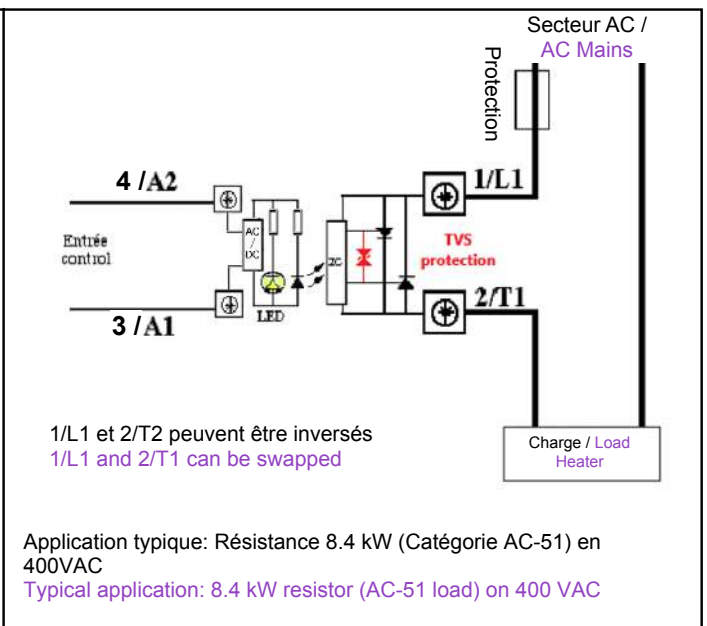 Secteur AC /
AC Mains
Protection
4 /A2
1/L1
AC
/
DC
ZC
TVS
protection
Entrée
control
LED
3 /A1
2/T1
1/L1 et 2/T2 peuvent être inversés
1/L1 and 2/T1 can be swapped
Charge / Load
Heater
Application typique: Résistance 8.4 kW (Catégorie AC-51) en
400VAC
Typical application: 8.4 kW resistor (AC-51 load) on 400 VAC